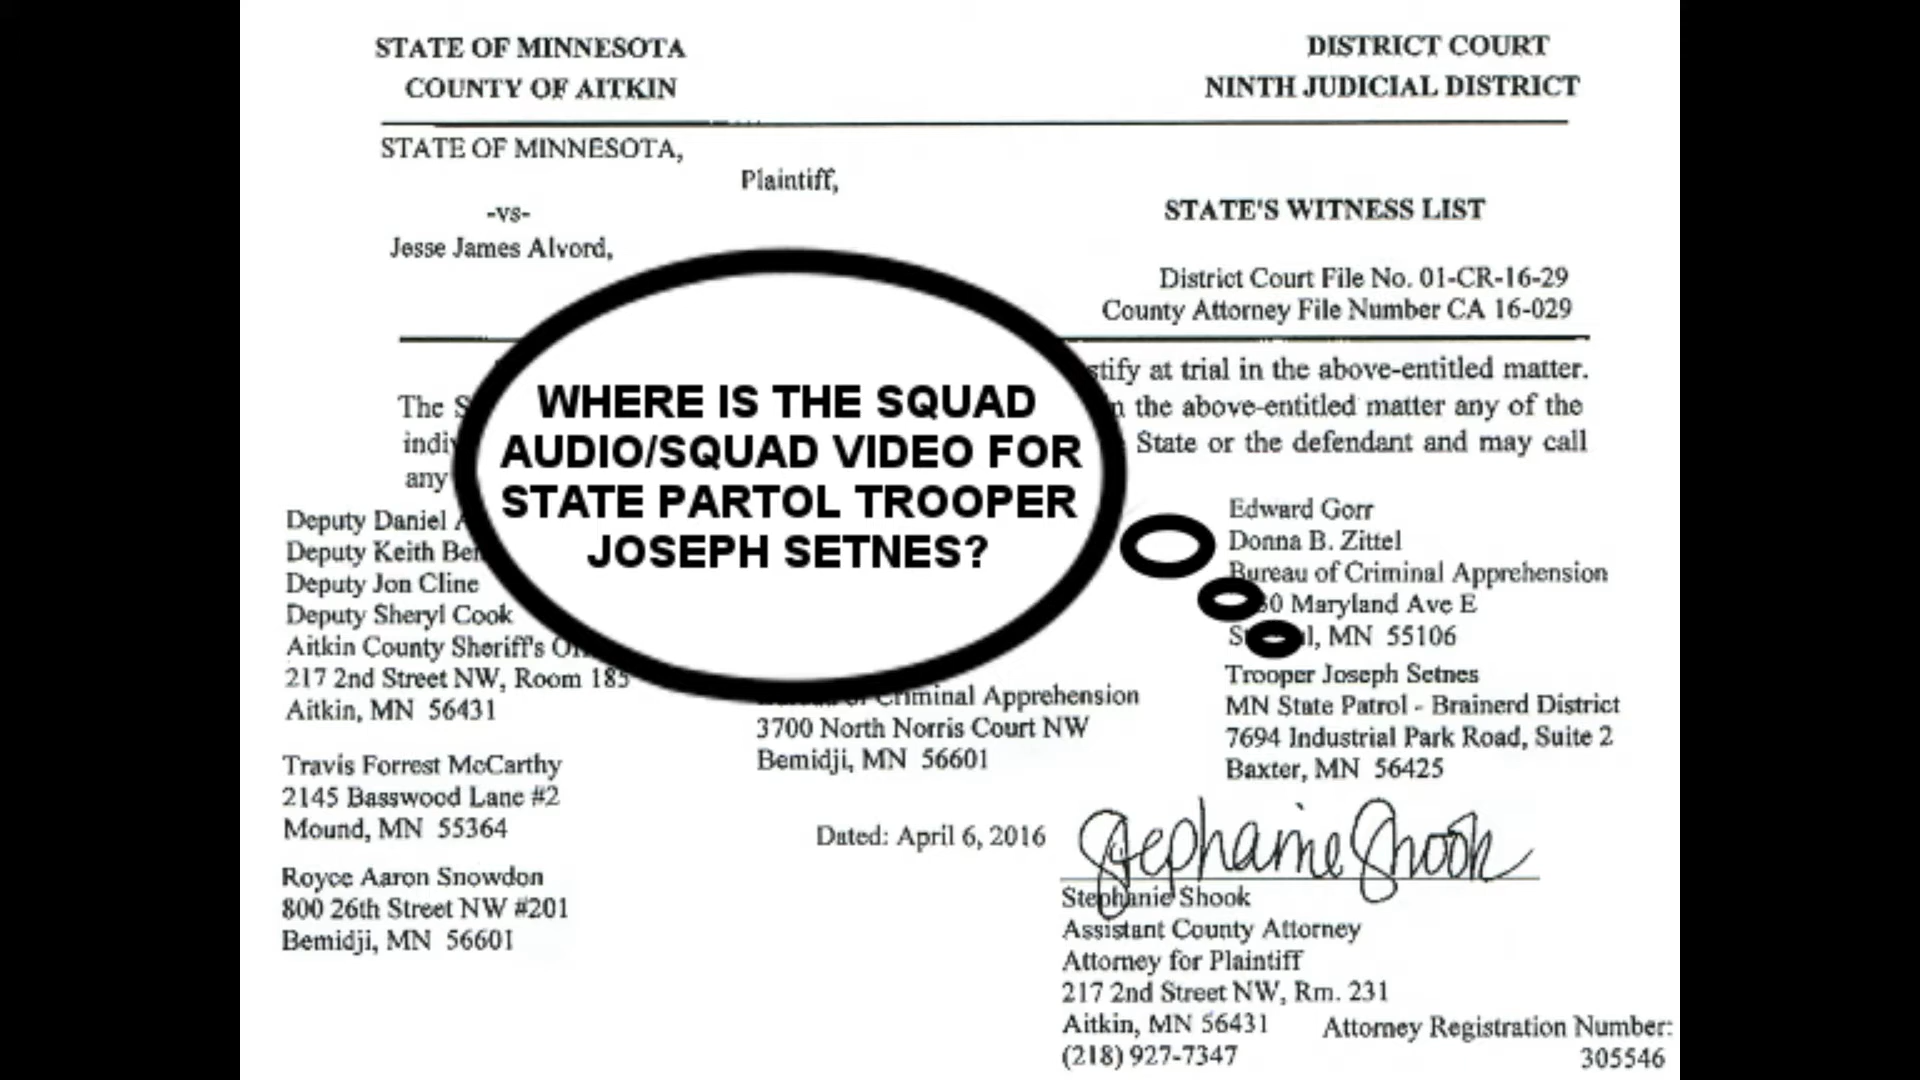 STATE OF MINNESOTA
COUNTY OF AITKIN
DISTRICT COURT
NINTH JUDICIAL DISTRICT
STATE OF MINNESOTA,
Plaintiff,
-vs-
Jesse James Alvord,
STATE'S WITNESS LIST
District Court File No. 01-CR-16-29
County Attorney File Number CA 16-029
at trial in the above-entitled matter.
The
the above-entitled matter any of the
State or the defendant and may call
any
WHERE IS THE SQUAD
AUDIO/SQUAD VIDEO FOR
STATE PARTOL TROOPER
JOSEPH SETNES?
Deputy Daniel
Deputy Keith
Deputy Jon Cline
Deputy Sheryl Cook
Aitkin County Sheriff's
217 2nd Street NW, Room 185
Aitkin, MN 56431
Travis Forrest McCarthy
2145 Basswood Lane #2
Mound, MN 55364
Royce Aaron Snowdon
800 26th Street NW #201
Bemidji, MN 56601
Criminal Apprehension
3700 North Norris Court NW
Bemidji, MN 56601
Edward Gorr
Donna B. Zittel
Bureau of Criminal Apprehension
Maryland Ave E
MN 55106
Trooper Joseph Setnes
MN State Patrol - Brainerd District
7694 Industrial Park Road, Suite 2
Baxter, MN 56425
Dated: April 6, 2016
Stephanie Shook
Stephanie Shook
Assistant County Attorney
Attorney for Plaintiff
217 2nd Street NW, Rm. 231
Aitkin, MN 56431
(218) 927-7347
Attorney Registration Number:
305546